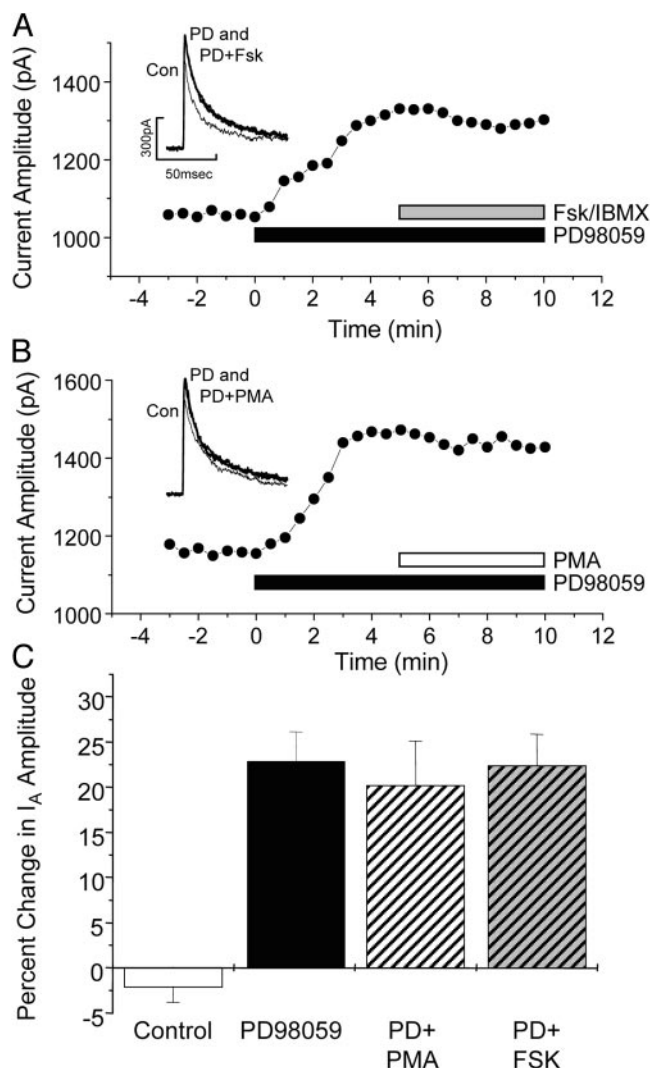 A
Current Amplitude (pA)
1400
1300
1200
1100
1000
PD and
PD+Fsk
Con
300pA
50msec
Fsk/IBMX
PD98059
-4 -2 0 2 4 6 8 10 12
Time (min)
B
Current Amplitude (pA)
1600
1400
1200
1000
PD and
PD+PMA
Con
PMA
PD98059
-4 -2 0 2 4 6 8 10 12
Time (min)
C
Percent Change in IA Amplitude
30
25
20
15
10
5
0
-5
Control PD98059 PD+ PD+
PMA FSK